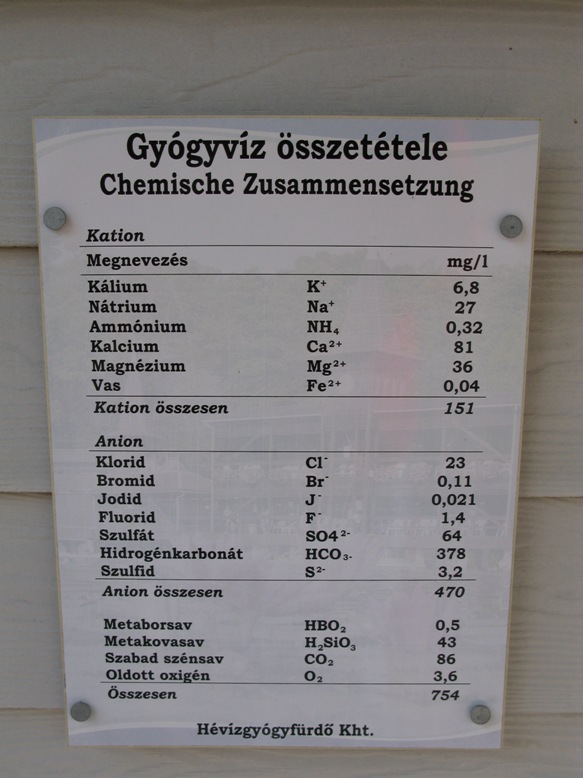 Gyógyvíz összetétele
Chemische Zusammensetzung
Kation
Megnevezés mg/l
Kálium K⁺ 6,8
Nátrium Na⁺ 27
Ammónium NH₄ 0,32
Kalcium Ca²⁺ 81
Magnézium Mg²⁺ 36
Vas Fe²⁺ 0,04
Kation összesen 151
Anion
Klorid Cl⁻ 23
Bromid Br⁻ 0,11
Jodid J⁻ 0,021
Fluorid F⁻ 1,4
Szulfát SO4²⁻ 64
Hidrogénkarbonát HCO₃₋ 378
Szulfid S²⁻ 3,2
Anion összesen 470
Metaborsav HBO₂ 0,5
Metakovasav H₂SiO₃ 43
Szabad szénsav CO₂ 86
Oldott oxigén O₂ 3,6
Összesen 754
Hévízgyógyfürdő Kht.